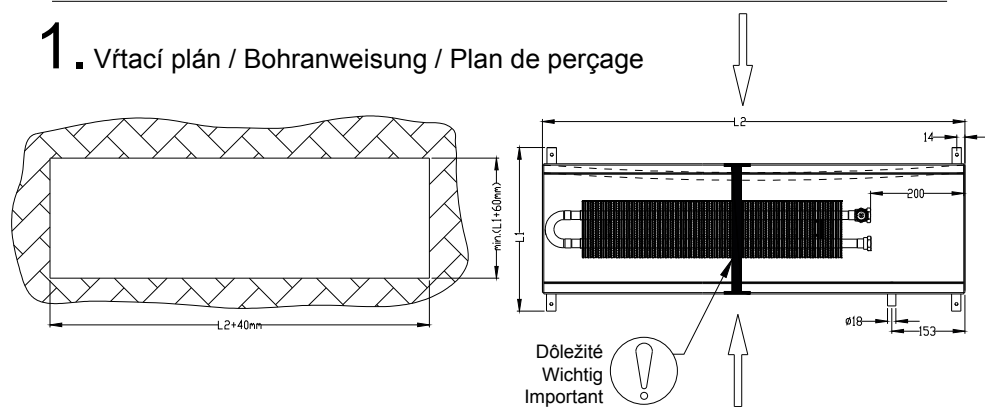 1. Vŕtací plán / Bohranweisung / Plan de perçage
L2
14
min.(L1+60mm)
L1
200
L2+40mm
ø18
153
Dôležité
Wichtig
Important